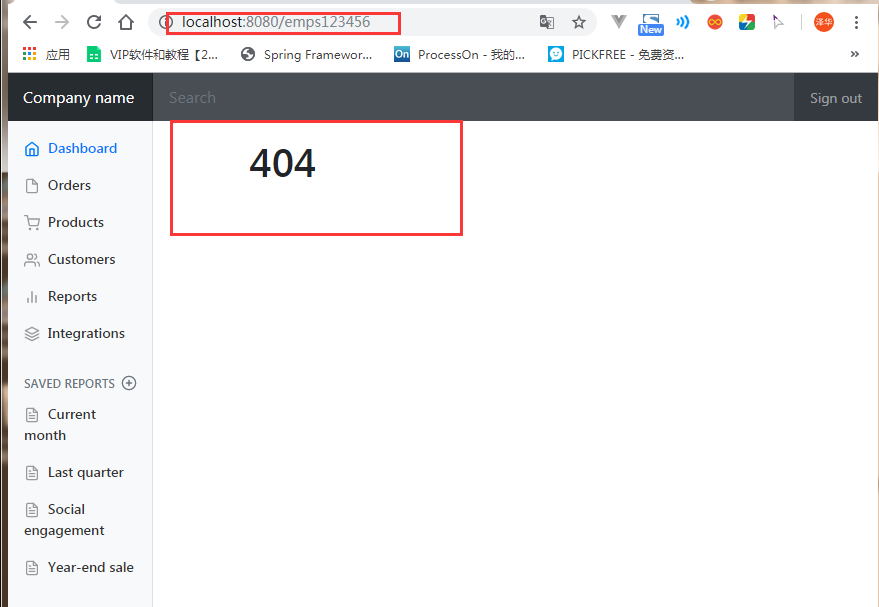 localhost:8080/emps123456
New
泽华
应用
VIP软件和教程【2...
Spring Framewor...
On
ProcessOn - 我的...
PICKFREE - 免费资...
»
Company name
Search
Sign out
404
Dashboard
Orders
Products
Customers
Reports
Integrations
SAVED REPORTS
Current
month
Last quarter
Social
engagement
Year-end sale